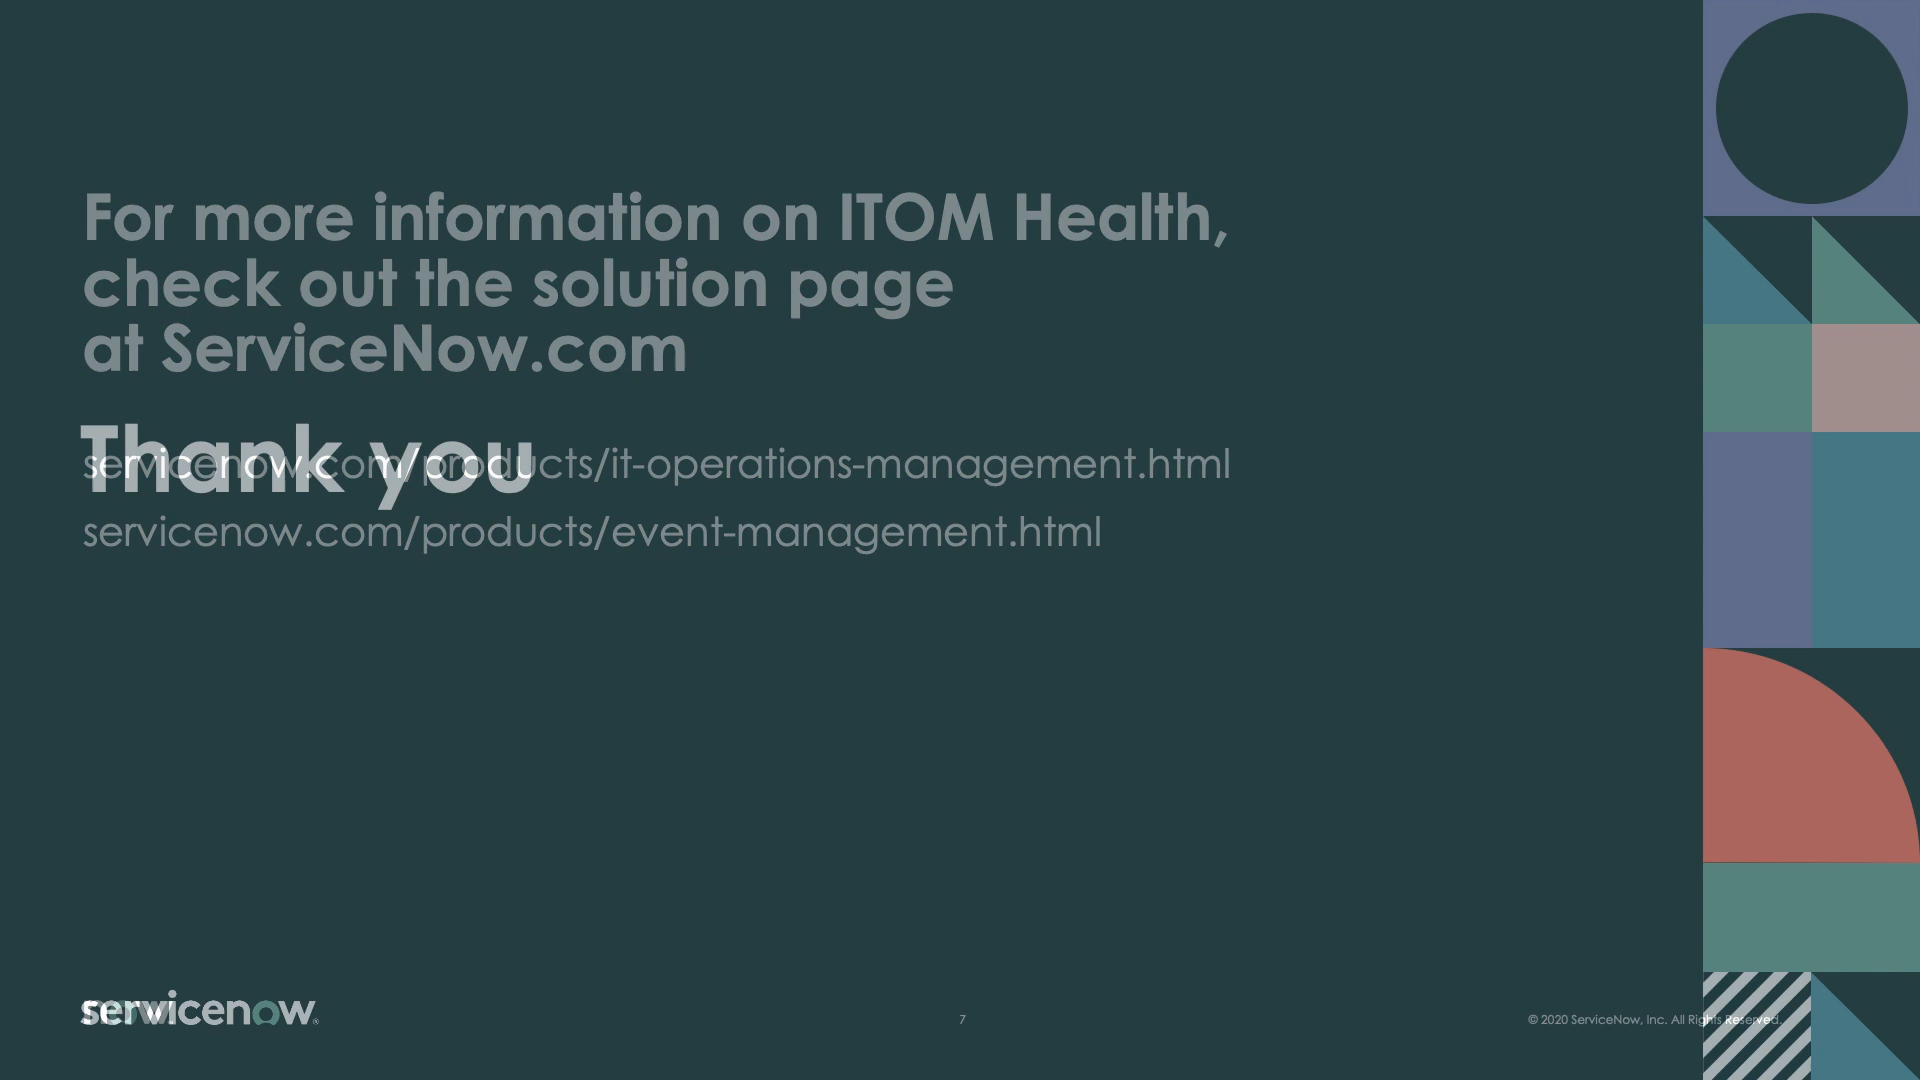 For more information on ITOM Health,
check out the solution page
at ServiceNow.com
Thank you
servicenow.com/products/it-operations-management.html
servicenow.com/products/event-management.html
servicenow®
7
© 2020 ServiceNow, Inc. All Rights Reserved.